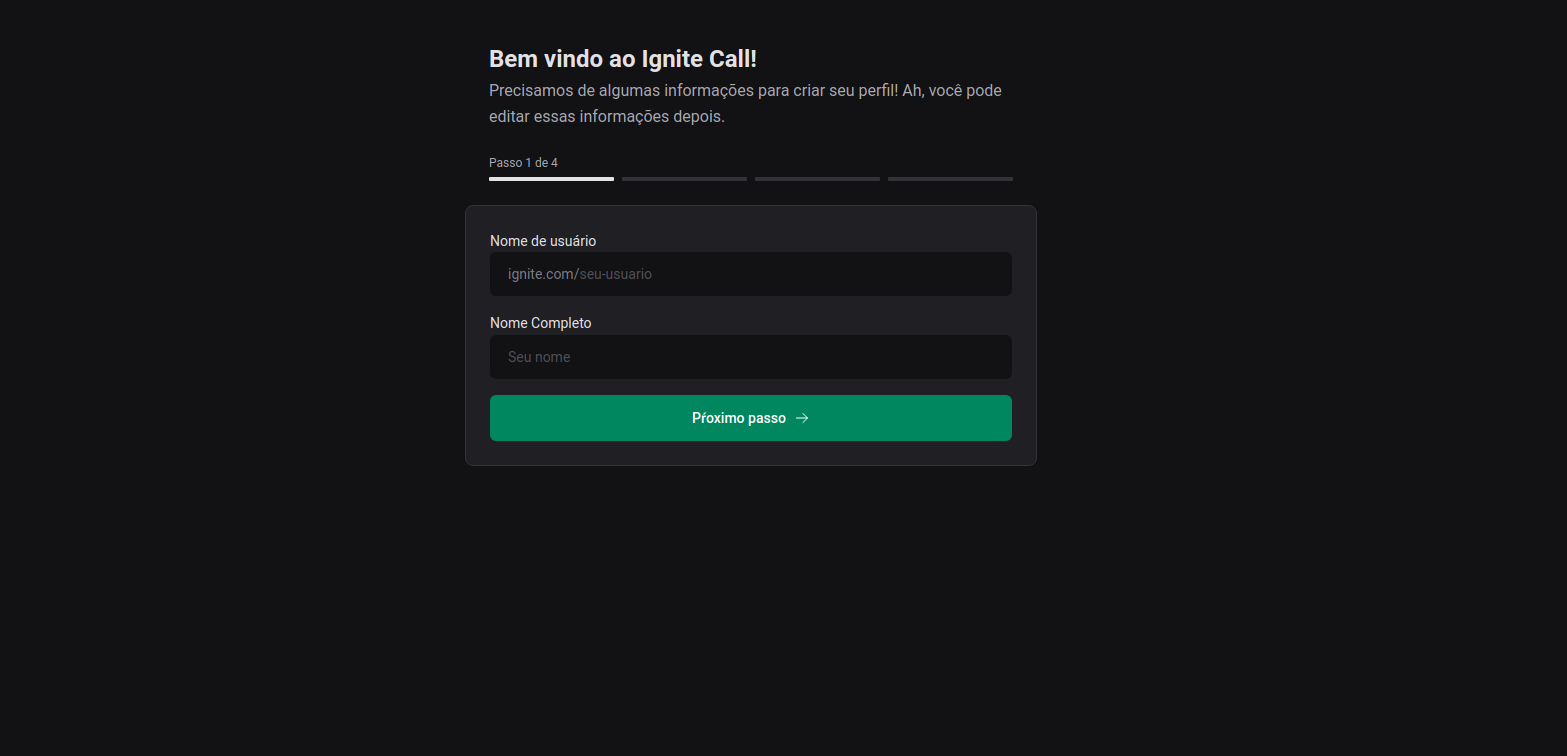 Bem vindo ao Ignite Call!
Precisamos de algumas informações para criar seu perfil! Ah, você pode
editar essas informações depois.
Passo 1 de 4
Nome de usuário
ignite.com/seu-usuario
Nome Completo
Seu nome
Pŕoximo passo